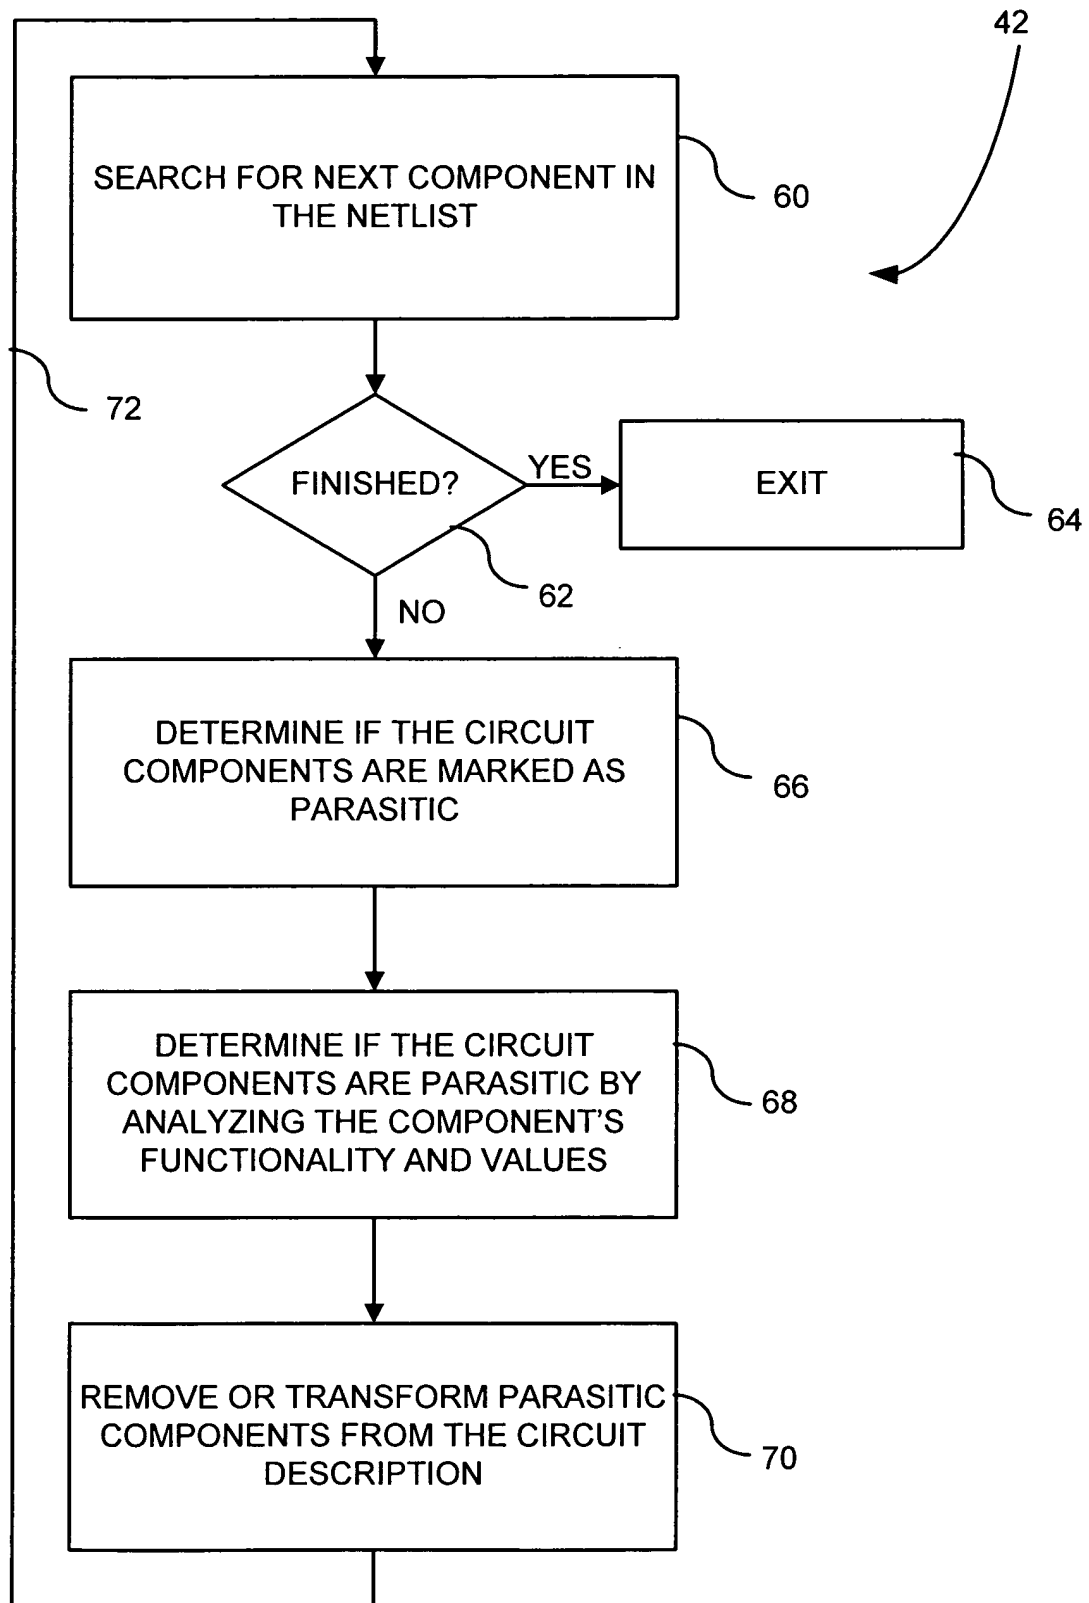 42
SEARCH FOR NEXT COMPONENT IN
THE NETLIST
60
72
FINISHED?
YES
EXIT
64
62
NO
DETERMINE IF THE CIRCUIT
COMPONENTS ARE MARKED AS
PARASITIC
66
DETERMINE IF THE CIRCUIT
COMPONENTS ARE PARASITIC BY
ANALYZING THE COMPONENT'S
FUNCTIONALITY AND VALUES
68
REMOVE OR TRANSFORM PARASITIC
COMPONENTS FROM THE CIRCUIT
DESCRIPTION
70